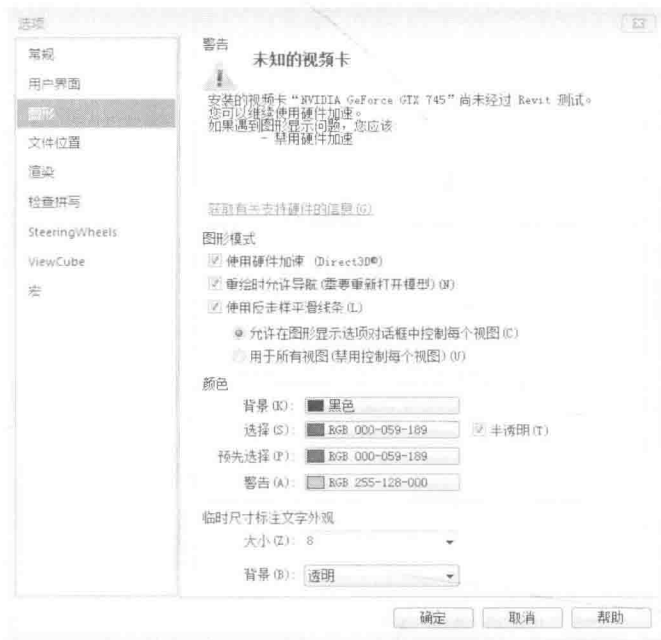 选项
常规
用户界面
图形
文件位置
渲染
检查拼写
SteeringWheels
ViewCube
宏
警告
未知的视频卡
安装的视频卡“NVIDIA GeForce GTX 745”尚未经过 Revit 测试。
您可以继续使用硬件加速。
如果遇到图形显示问题，您应该:
- 禁用硬件加速
获取有关支持硬件的信息(G)
图形模式
使用硬件加速 (Direct3D®)
重绘时允许导航(需要重新打开模型)(N)
使用反走样平滑线条(L)
允许在图形显示选项对话框中控制每个视图(C)
用于所有视图(禁用控制每个视图)(U)
颜色
背景(K): 黑色
选择(S): RGB 000-059-189 半透明(T)
预先选择(P): RGB 000-059-189
警告(A): RGB 255-128-000
临时尺寸标注文字外观
大小(Z): 8
背景(B): 透明
确定 取消 帮助